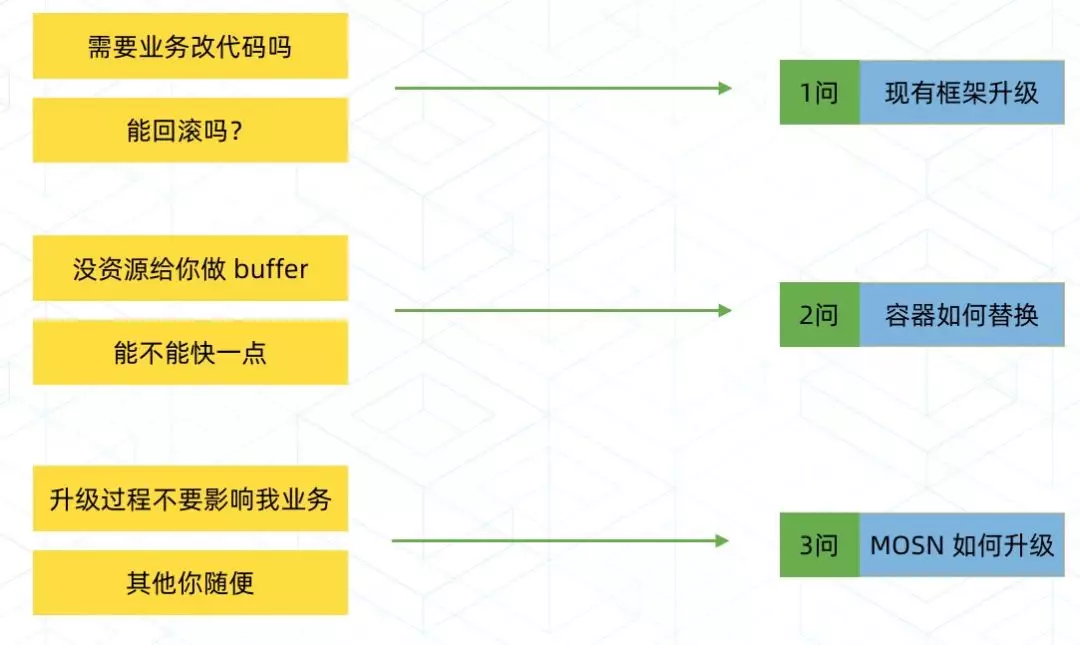 需要业务改代码吗
能回滚吗?
1问 现有框架升级
没资源给你做 buffer
能不能快一点
2问 容器如何替换
升级过程不要影响我业务
其他你随便
3问 MOSN 如何升级